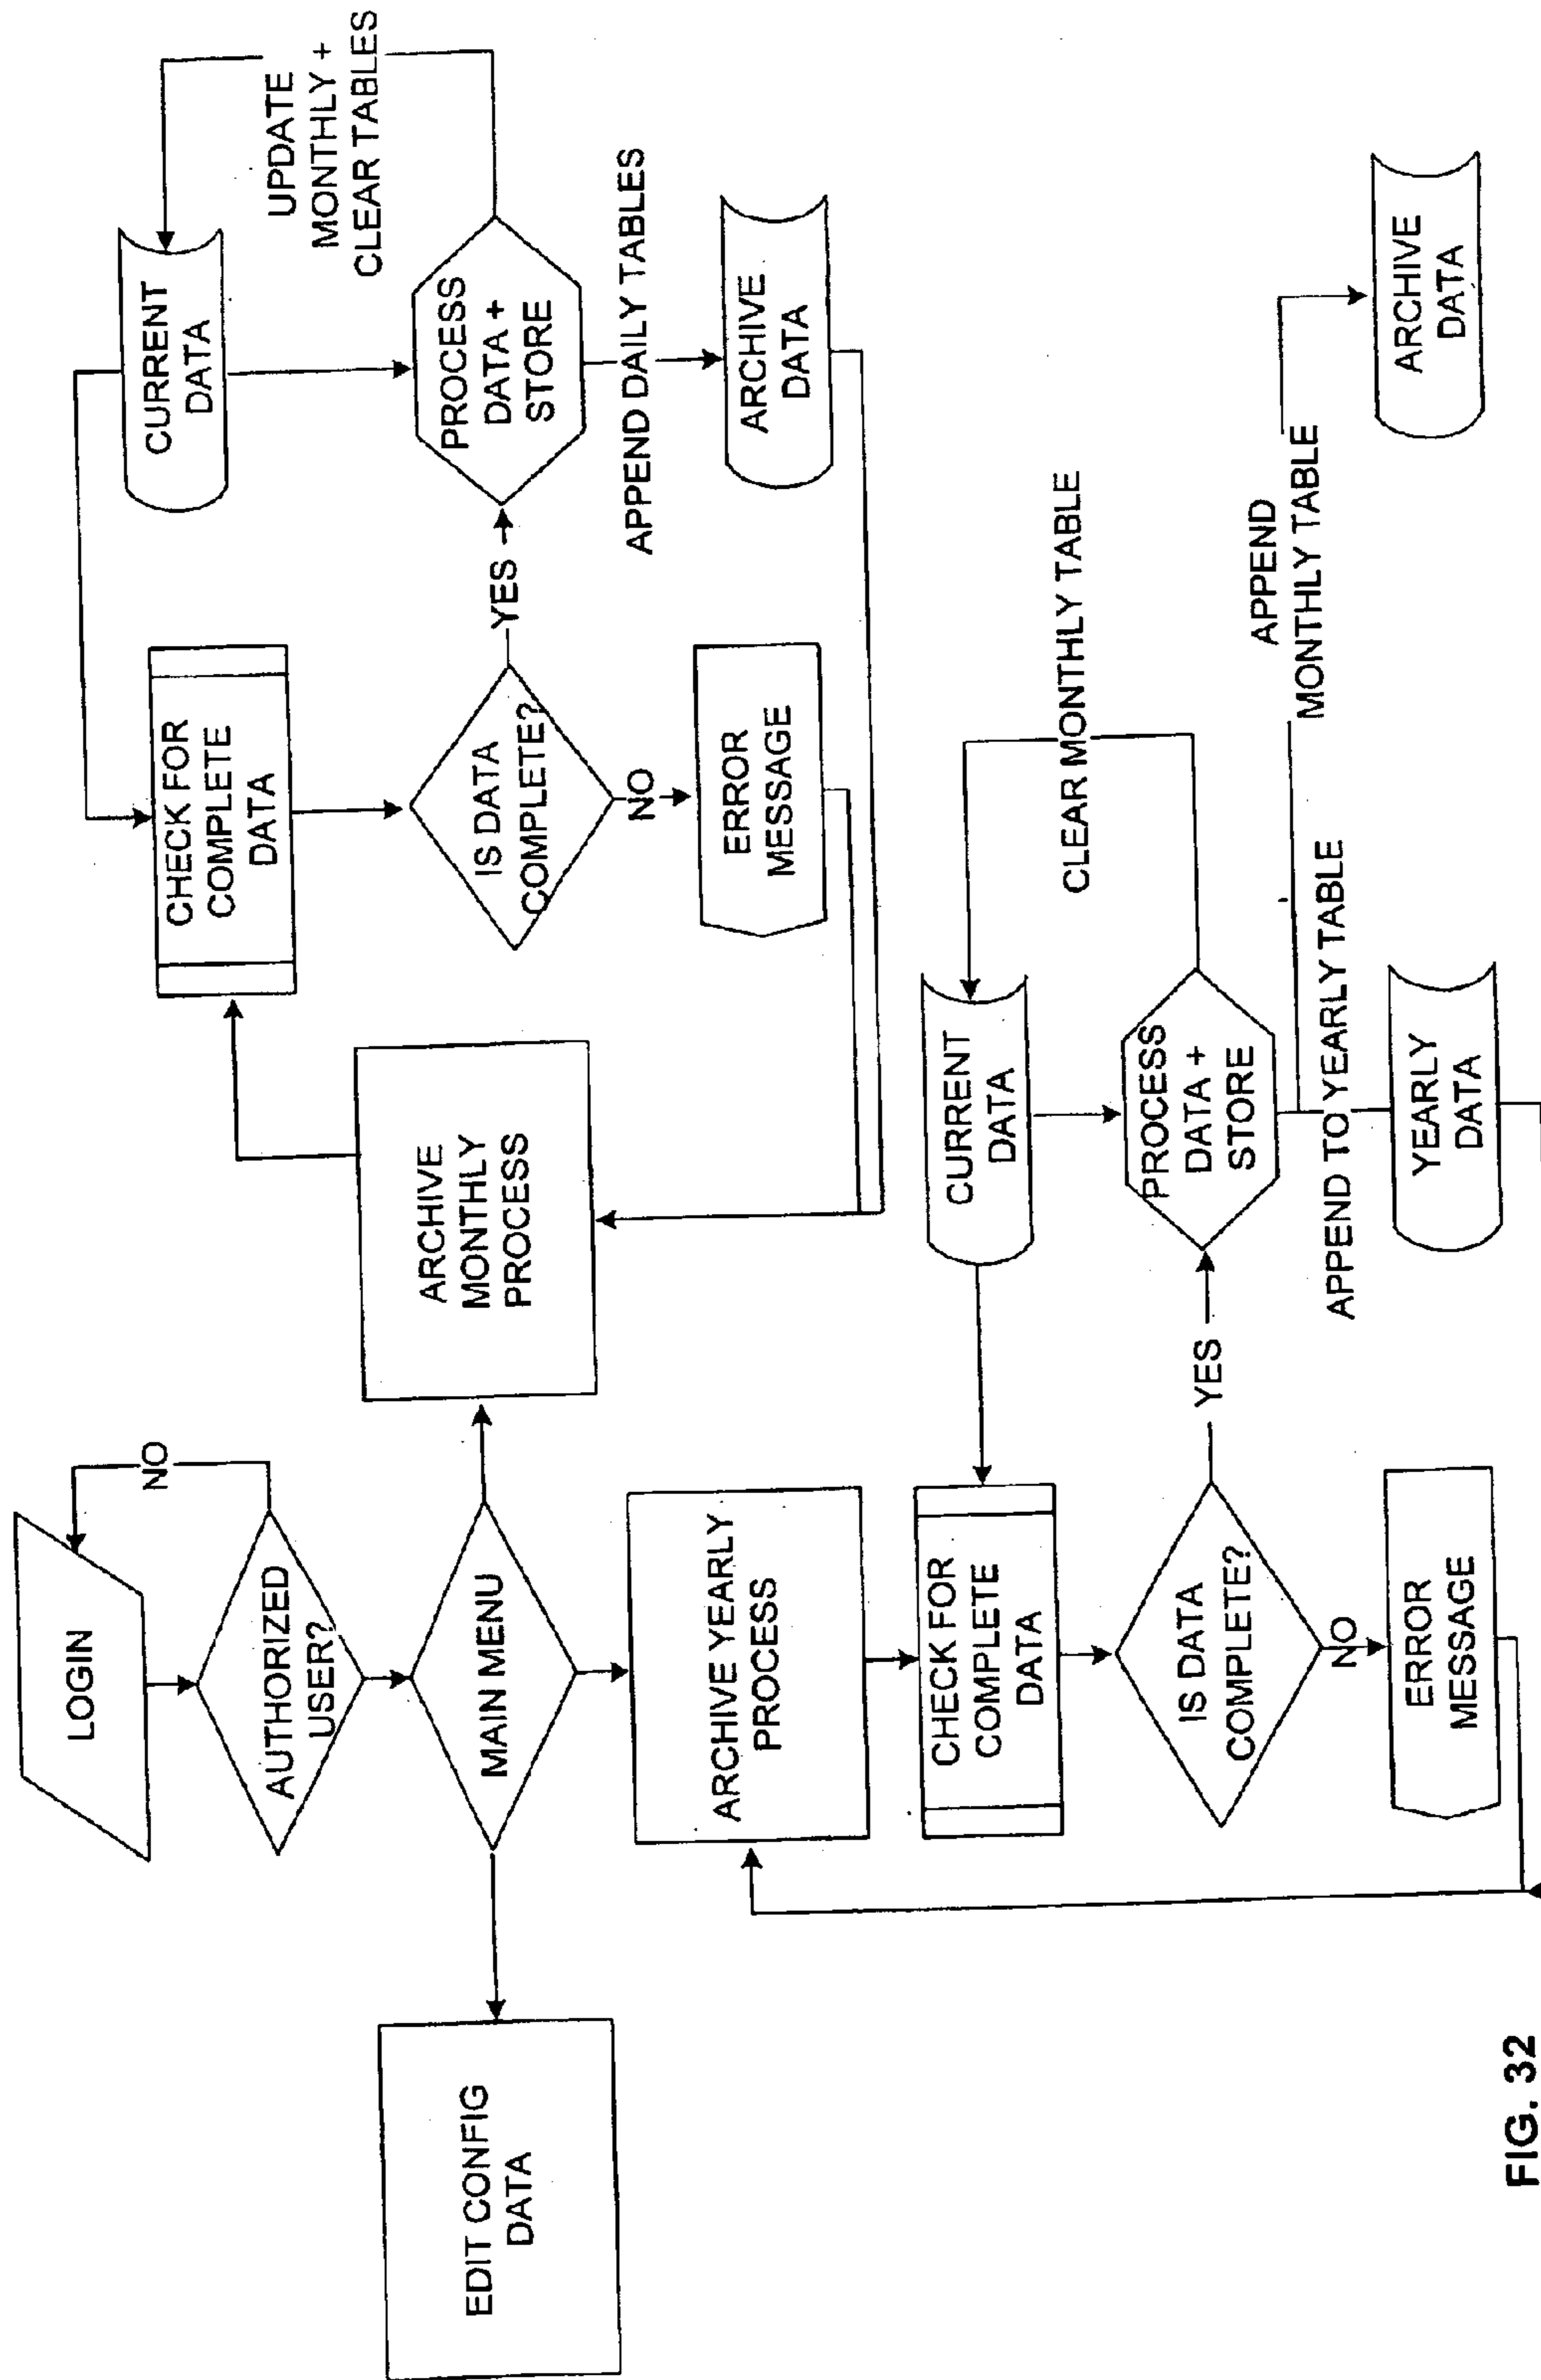 LOGIN
NO
AUTHORIZED
USER?
MAIN MENU
EDIT CONFIG
DATA
ARCHIVE
MONTHLY
PROCESS
CHECK FOR
COMPLETE
DATA
IS DATA
COMPLETE?
YES
NO
ERROR
MESSAGE
CURRENT
DATA
UPDATE
MONTHLY +
CLEAR TABLES
PROCESS
DATA +
STORE
APPEND DAILY TABLES
ARCHIVE
DATA
ARCHIVE YEARLY
PROCESS
CHECK FOR
COMPLETE
DATA
IS DATA
COMPLETE?
YES
NO
ERROR
MESSAGE
CURRENT
DATA
CLEAR MONTHLY TABLE
PROCESS
DATA +
STORE
APPEND TO YEARLY TABLE
YEARLY
DATA
APPEND
MONTHLY TABLE
ARCHIVE
DATA
FIG. 32